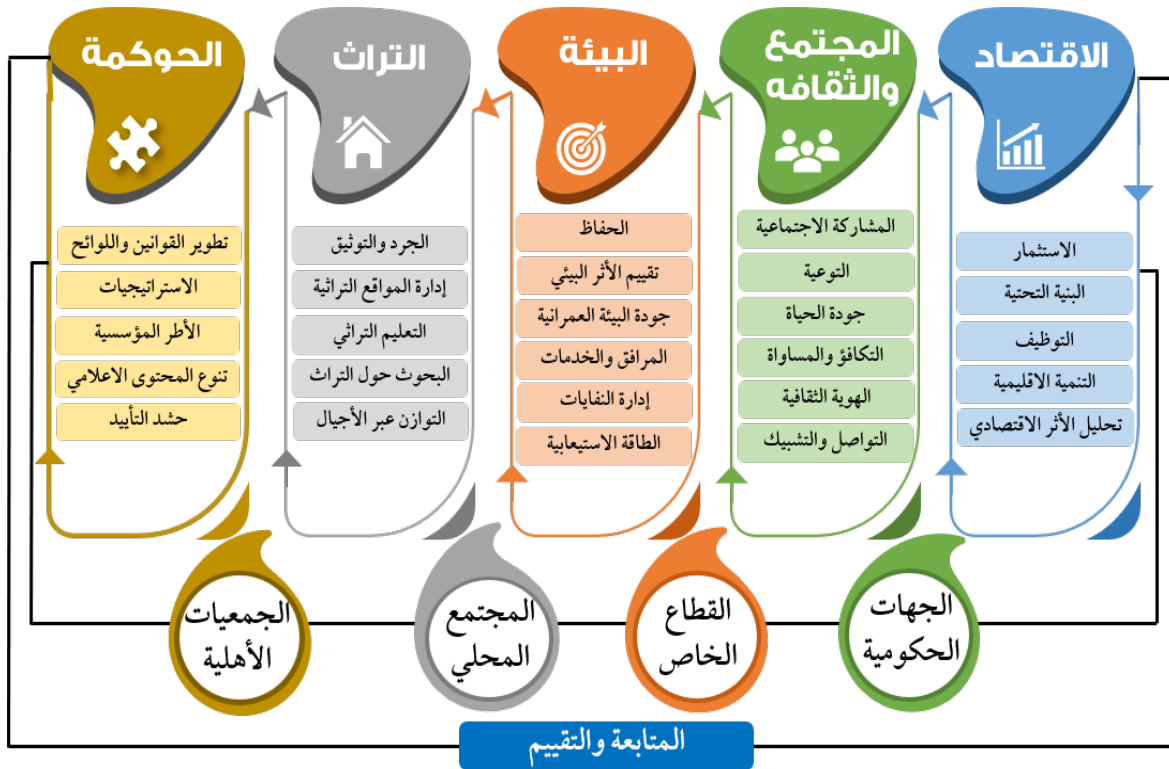 الاقتصاد
الاستثمار
البنية التحتية
التوظيف
التنمية الاقليمية
تحليل الأثر الاقتصادي
المجتمع
والثقافه
المشاركة الاجتماعية
التوعية
جودة الحياة
التكافؤ والمساواة
الهوية الثقافية
التواصل والتشبيك
البيئة
الحفاظ
تقييم الأثر البيئي
جودة البيئة العمرانية
المرافق والخدمات
إدارة النفايات
الطاقة الاستيعابية
التراث
الجرد والتوثيق
إدارة المواقع التراثية
التعليم التراثي
البحوث حول التراث
التوازن عبر الأجيال
الحوكمة
تطوير القوانين واللوائح
الاستراتيجيات
الأطر المؤسسية
تنوع المحتوى الاعلامي
حشد التأييد
الجهات
الحكومية
القطاع
الخاص
المجتمع
المحلي
الجمعيات
الأهلية
المتابعة والتقييم